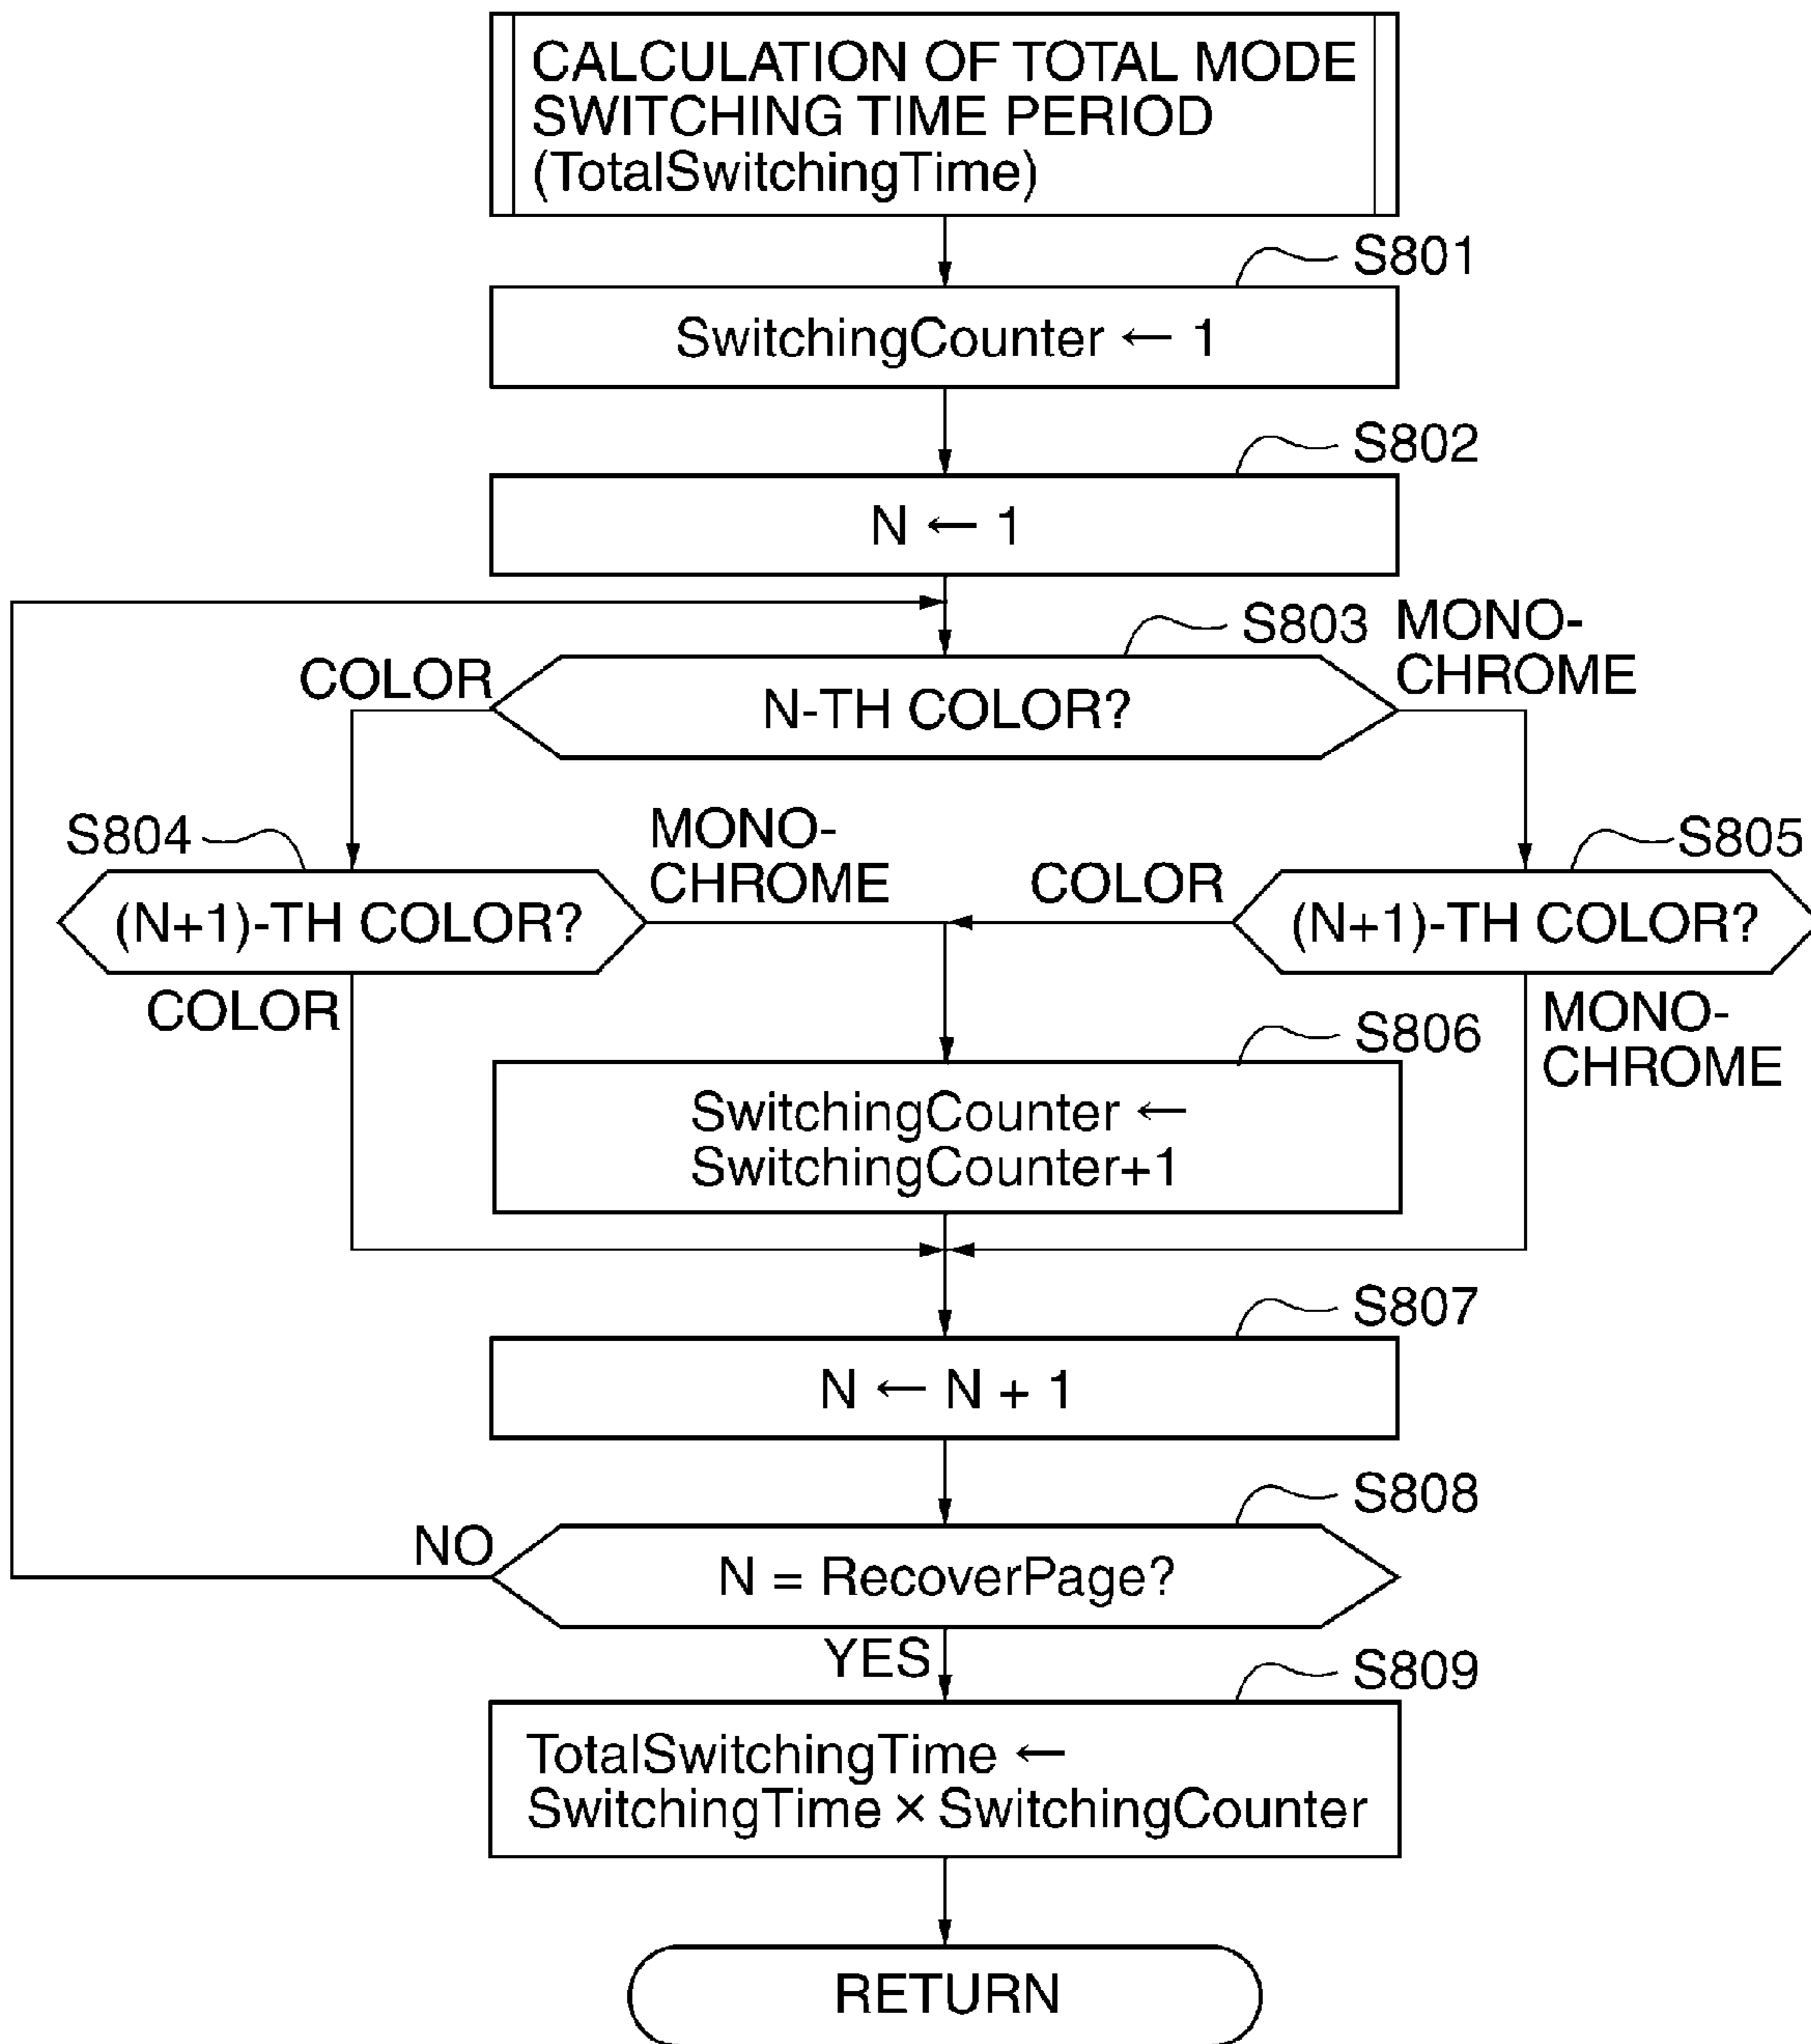 CALCULATION OF TOTAL MODE
SWITCHING TIME PERIOD
(TotalSwitchingTime)
S801
SwitchingCounter ← 1
S802
N ← 1
S803
MONO-
CHROME
COLOR
N-TH COLOR?
S804
MONO-
CHROME
COLOR
S805
(N+1)-TH COLOR?
(N+1)-TH COLOR?
COLOR
MONO-
CHROME
S806
SwitchingCounter ←
SwitchingCounter+1
S807
N ← N + 1
S808
NO
N = RecoverPage?
YES
S809
TotalSwitchingTime ←
SwitchingTime × SwitchingCounter
RETURN